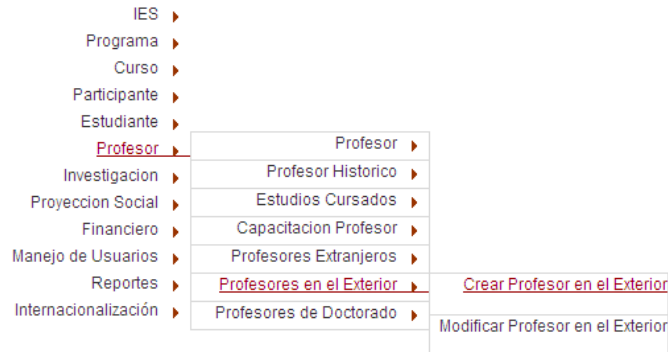 IES
Programa
Curso
Participante
Estudiante
Profesor
Investigacion
Proyeccion Social
Financiero
Manejo de Usuarios
Reportes
Internacionalización
Profesor
Profesor Historico
Estudios Cursados
Capacitacion Profesor
Profesores Extranjeros
Profesores en el Exterior
Profesores de Doctorado
Crear Profesor en el Exterior
Modificar Profesor en el Exterior